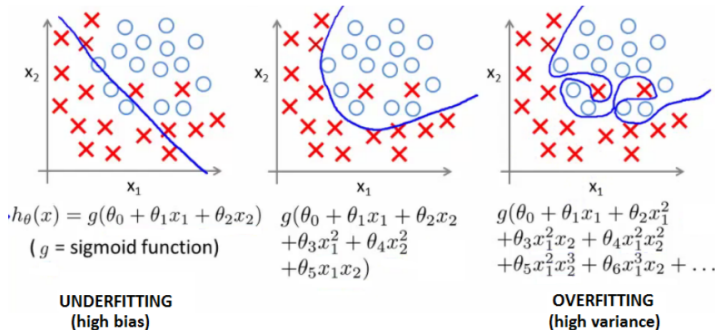 x₂
x₂
x₂
x₁
x₁
x₁
h_θ(x) = g(θ₀ + θ₁x₁ + θ₂x₂)
( g = sigmoid function)
g(θ₀ + θ₁x₁ + θ₂x₂
+θ₃x₁² + θ₄x₂²
+θ₅x₁x₂)
g(θ₀ + θ₁x₁ + θ₂x₁²
+θ₃x₁²x₂ + θ₄x₁²x₂²
+θ₅x₁²x₂³ + θ₆x₁³x₂ + …
UNDERFITTING
(high bias)
OVERFITTING
(high variance)